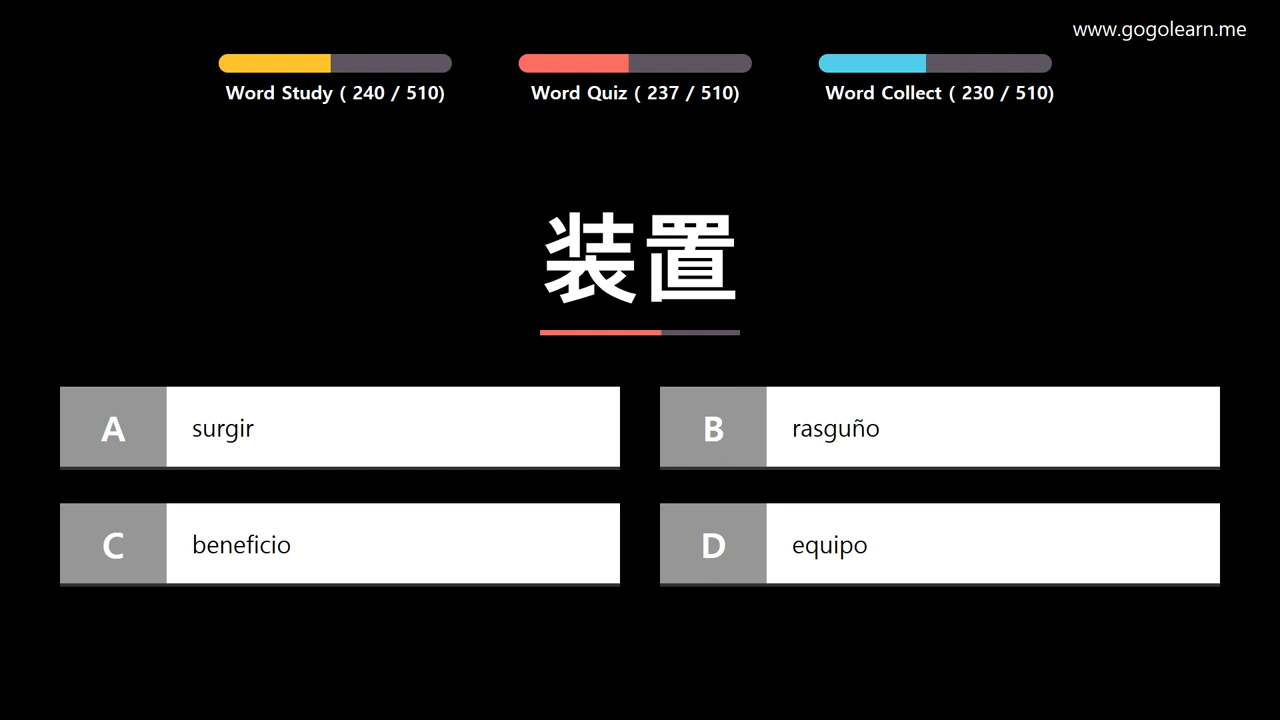 www.gogolearn.me
Word Study ( 240 / 510)
Word Quiz ( 237 / 510)
Word Collect ( 230 / 510)
装置
A surgir
B rasguño
C beneficio
D equipo